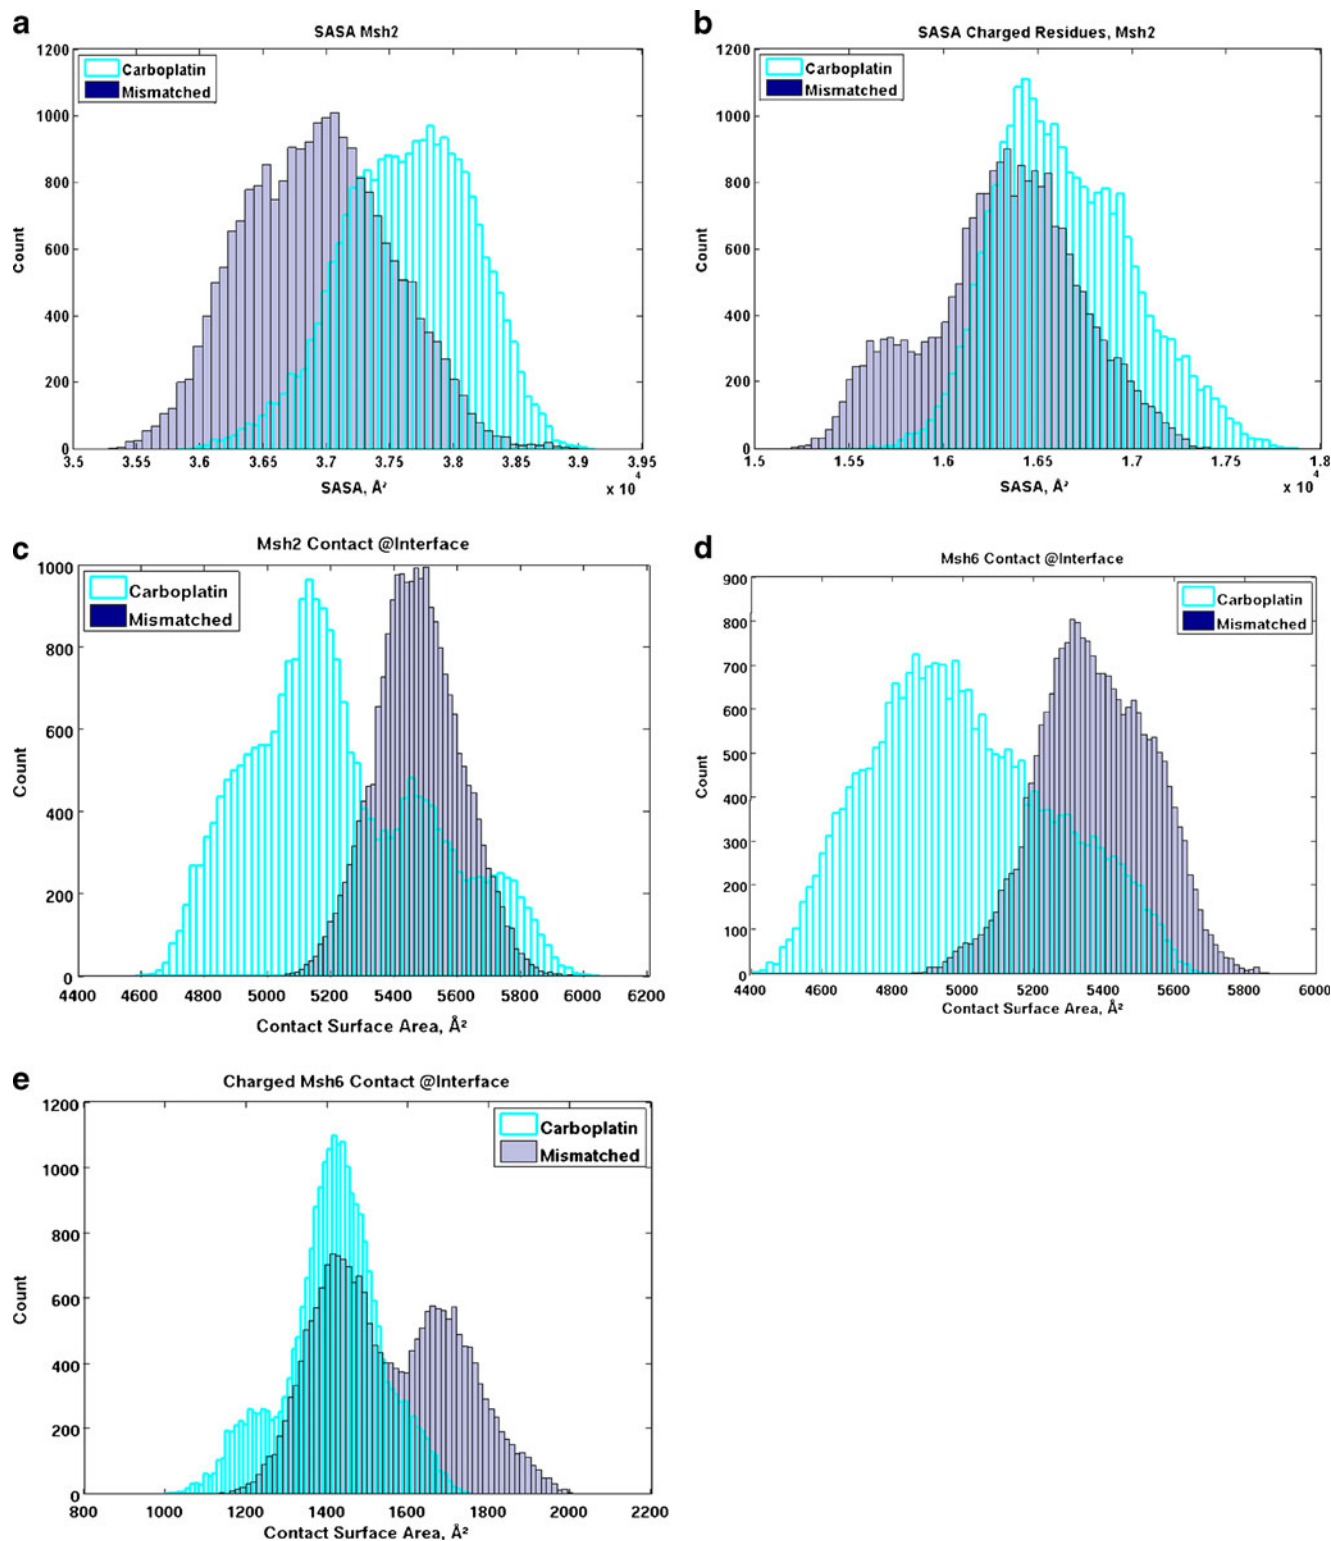 a
SASA Msh2
Carboplatin
Mismatched
1200
1000
800
600
400
200
0
Count
3.5 3.55 3.6 3.65 3.7 3.75 3.8 3.85 3.9 3.95
SASA, Å²
x 10⁴
b
SASA Charged Residues, Msh2
Carboplatin
Mismatched
1200
1000
800
600
400
200
0
Count
1.5 1.55 1.6 1.65 1.7 1.75 1.8
SASA, Å²
x 10⁴
c
Msh2 Contact @Interface
Carboplatin
Mismatched
1000
800
600
400
200
0
Count
4400 4600 4800 5000 5200 5400 5600 5800 6000 6200
Contact Surface Area, Å²
d
Msh6 Contact @Interface
Carboplatin
Mismatched
900
800
700
600
500
400
300
200
100
0
Count
4400 4600 4800 5000 5200 5400 5600 5800 6000
Contact Surface Area, Å²
e
Charged Msh6 Contact @Interface
Carboplatin
Mismatched
1200
1000
800
600
400
200
0
Count
800 1000 1200 1400 1600 1800 2000 2200
Contact Surface Area, Å²